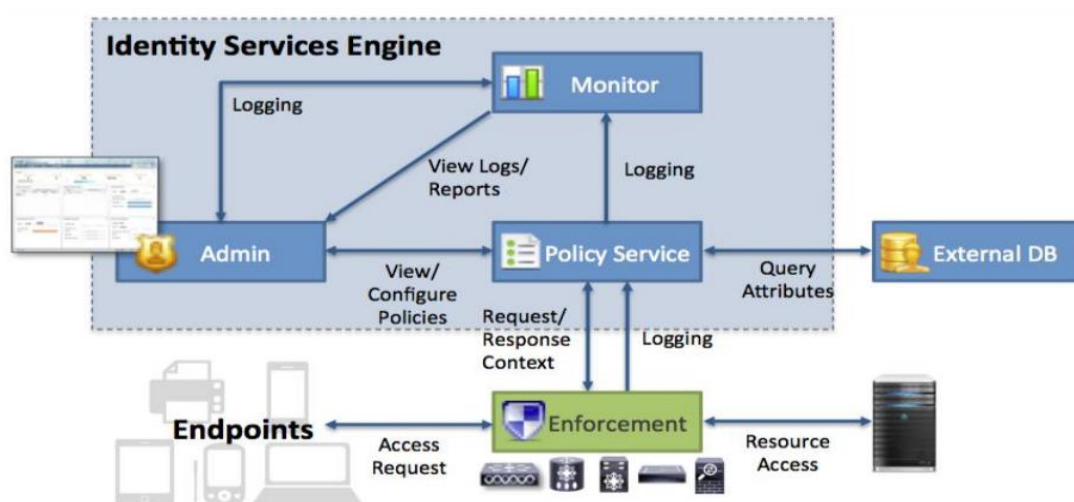 Identity Services Engine
Monitor
Logging
View Logs/
Reports
Logging
Admin
Policy Service
External DB
View/
Configure
Policies
Query
Attributes
Request/
Response
Context
Logging
Endpoints
Enforcement
Access
Request
Resource
Access